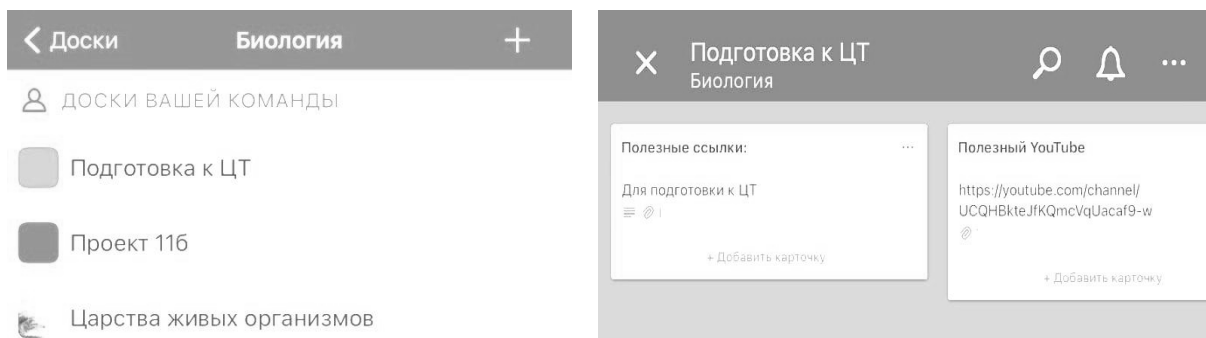 Доски
Биология
ДОСКИ ВАШЕЙ КОМАНДЫ
Подготовка к ЦТ
Проект 11б
Царства живых организмов
Подготовка к ЦТ
Биология
Полезные ссылки:
Для подготовки к ЦТ
+ Добавить карточку
Полезный YouTube
https://youtube.com/channel/
UCQHBkteJfKQmcVqUacaf9-w
+ Добавить карточку